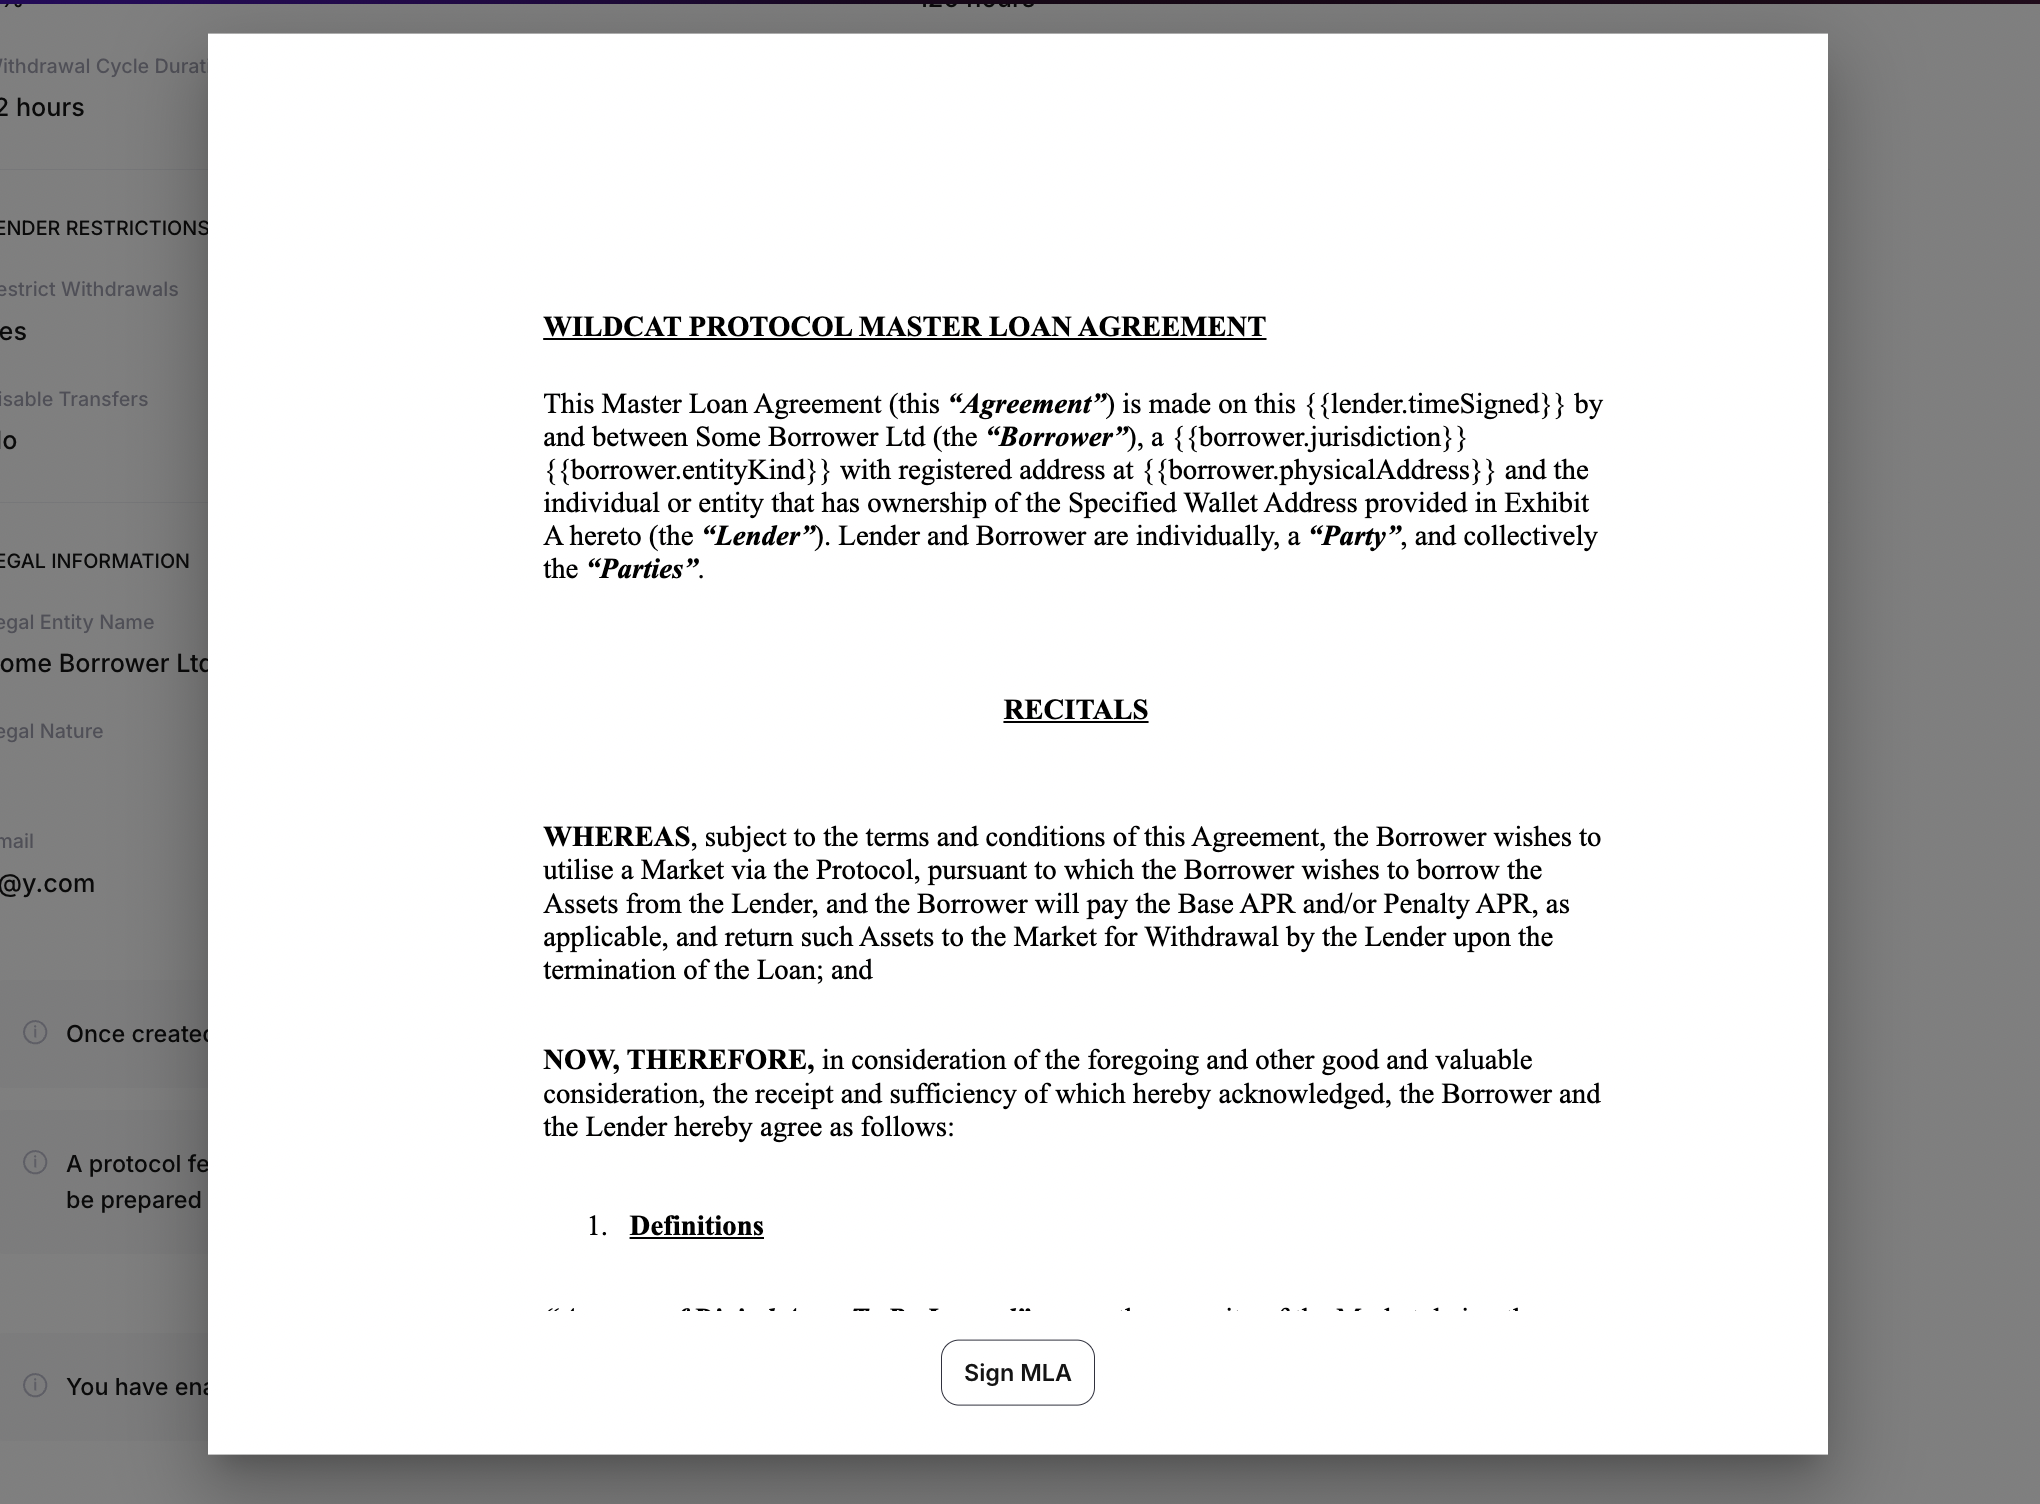 120 hours
Withdrawal Cycle Durat
2 hours
ENDER RESTRICTIONS
estrict Withdrawals
es
isable Transfers
lo
EGAL INFORMATION
egal Entity Name
ome Borrower Ltd
egal Nature
mail
@y.com
Once created
A protocol fe
be prepared
You have ena
WILDCAT PROTOCOL MASTER LOAN AGREEMENT
This Master Loan Agreement (this “Agreement”) is made on this {{lender.timeSigned}} by
and between Some Borrower Ltd (the “Borrower”), a {{borrower.jurisdiction}}
{{borrower.entityKind}} with registered address at {{borrower.physicalAddress}} and the
individual or entity that has ownership of the Specified Wallet Address provided in Exhibit
A hereto (the “Lender”). Lender and Borrower are individually, a “Party”, and collectively
the “Parties”.
RECITALS
WHEREAS, subject to the terms and conditions of this Agreement, the Borrower wishes to
utilise a Market via the Protocol, pursuant to which the Borrower wishes to borrow the
Assets from the Lender, and the Borrower will pay the Base APR and/or Penalty APR, as
applicable, and return such Assets to the Market for Withdrawal by the Lender upon the
termination of the Loan; and
NOW, THEREFORE, in consideration of the foregoing and other good and valuable
consideration, the receipt and sufficiency of which hereby acknowledged, the Borrower and
the Lender hereby agree as follows:
1. Definitions
Sign MLA